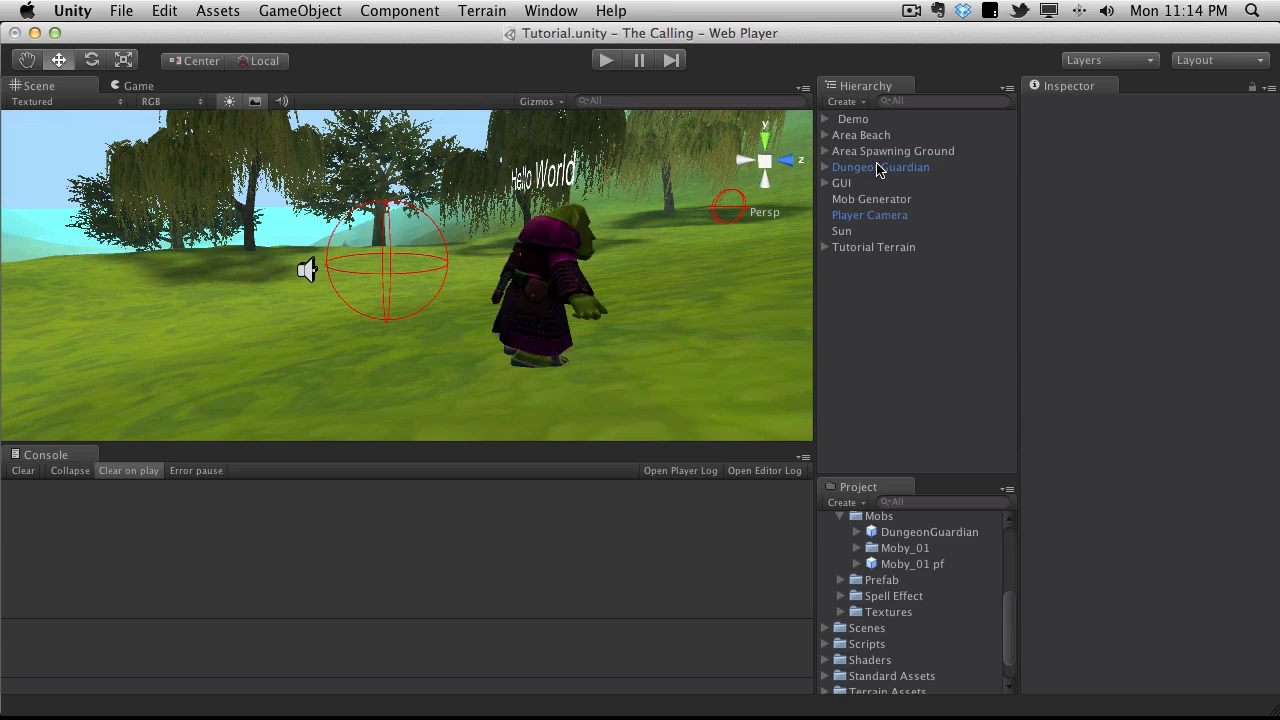 Unity File Edit Assets GameObject Component Terrain Window Help Mon 11:14 PM
Tutorial.unity – The Calling – Web Player
Center Local Layers Layout
Scene Game
Textured RGB Gizmos All
Hello World
y
z
Persp
Hierarchy
Create All
Demo
Area Beach
Area Spawning Ground
DungeonGuardian
GUI
Mob Generator
Player Camera
Sun
Tutorial Terrain
Inspector
Console
Clear Collapse Clear on play Error pause Open Player Log Open Editor Log
Project
Create All
Mobs
DungeonGuardian
Moby_01
Moby_01 pf
Prefab
Spell Effect
Textures
Scenes
Scripts
Shaders
Standard Assets
Terrain Assets